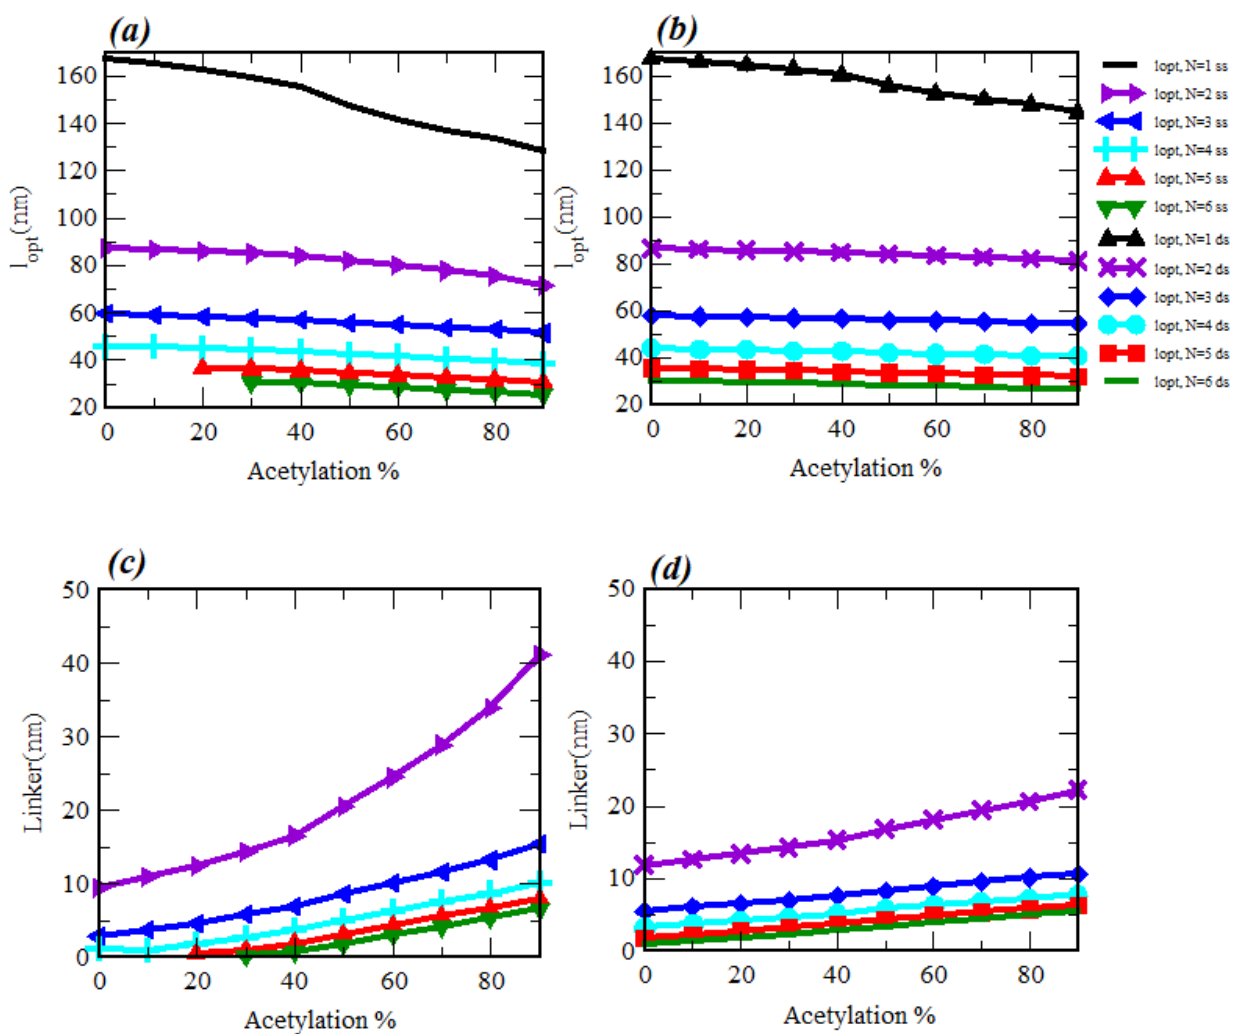 (a)
160
140
120
100
80
60
40
20
0 20 40 60 80
l_opt(nm)
Acetylation %
(b)
160
140
120
100
80
60
40
20
0 20 40 60 80
l_opt(nm)
Acetylation %
lopt, N=1 ss
lopt, N=2 ss
lopt, N=3 ss
lopt, N=4 ss
lopt, N=5 ss
lopt, N=6 ss
lopt, N=1 ds
lopt, N=2 ds
lopt, N=3 ds
lopt, N=4 ds
lopt, N=5 ds
lopt, N=6 ds
(c)
50
40
30
20
10
0
0 20 40 60 80
Linker(nm)
Acetylation %
(d)
50
40
30
20
10
0
0 20 40 60 80
Linker(nm)
Acetylation %